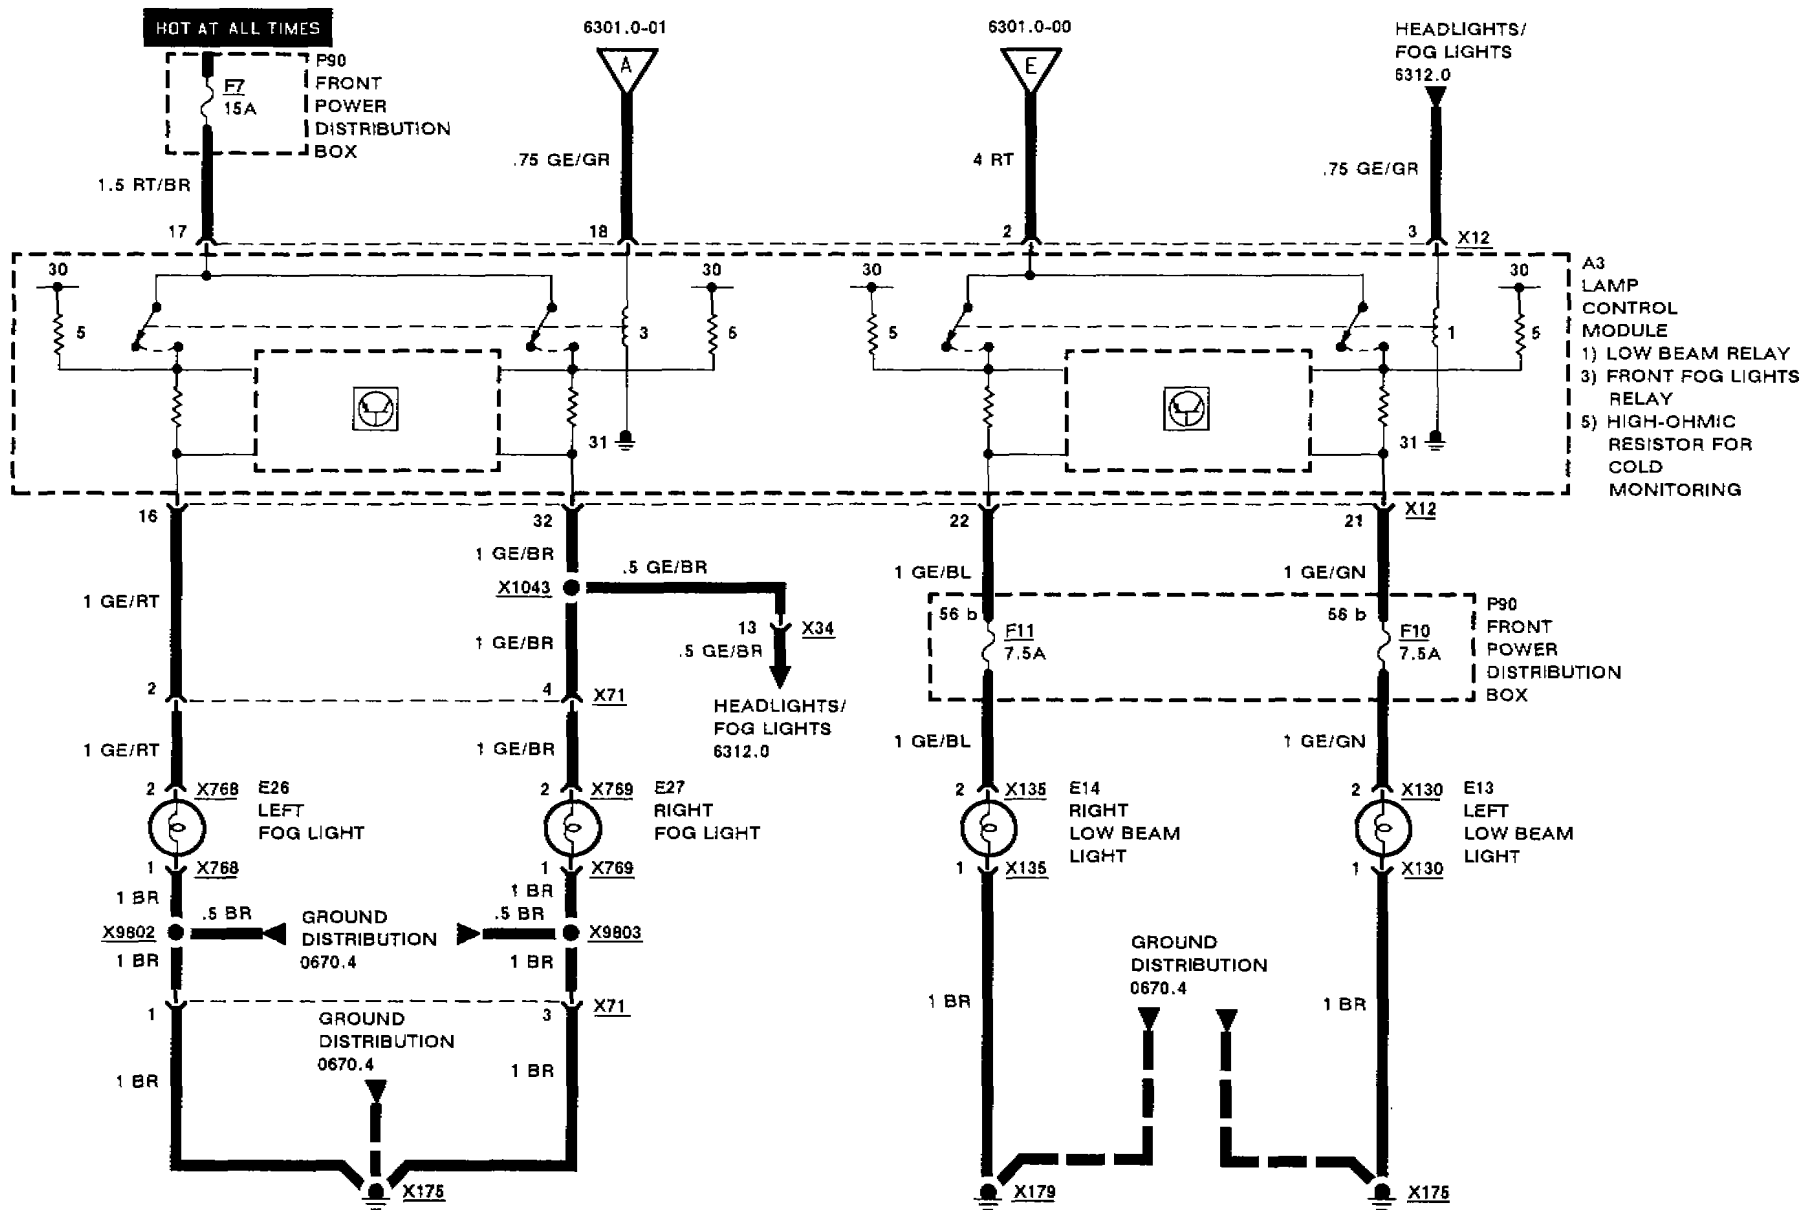 HOT AT ALL TIMES
6301.0-01
6301.0-00
HEADLIGHTS/
FOG LIGHTS
6312.0
P90
FRONT
POWER
DISTRIBUTION
BOX
F7
15A
A
E
1.5 RT/BR
.75 GE/GR
4 RT
.75 GE/GR
17
18
2
3
X12
30
30
30
30
5
3
5
5
1
5
31
31
A3
LAMP
CONTROL
MODULE
1) LOW BEAM RELAY
3) FRONT FOG LIGHTS
RELAY
5) HIGH-OHMIC
RESISTOR FOR
COLD
MONITORING
16
32
22
21
X12
1 GE/BR
.5 GE/BR
X1043
1 GE/RT
1 GE/BR
13
X34
.5 GE/BR
HEADLIGHTS/
FOG LIGHTS
6312.0
1 GE/BL
1 GE/GN
56 b
F11
7.5A
56 b
F10
7.5A
P90
FRONT
POWER
DISTRIBUTION
BOX
2
4
X71
1 GE/RT
1 GE/BR
1 GE/BL
1 GE/GN
2
X768
E26
LEFT
FOG LIGHT
2
X769
E27
RIGHT
FOG LIGHT
2
X135
E14
RIGHT
LOW BEAM
LIGHT
2
X130
E13
LEFT
LOW BEAM
LIGHT
1
X768
1
X769
1
X135
1
X130
1 BR
1 BR
.5 BR
.5 BR
X9802
GROUND
DISTRIBUTION
0670.4
X9803
1 BR
1 BR
1
3
X71
GROUND
DISTRIBUTION
0670.4
1 BR
1 BR
GROUND
DISTRIBUTION
0670.4
1 BR
1 BR
X175
X179
X175